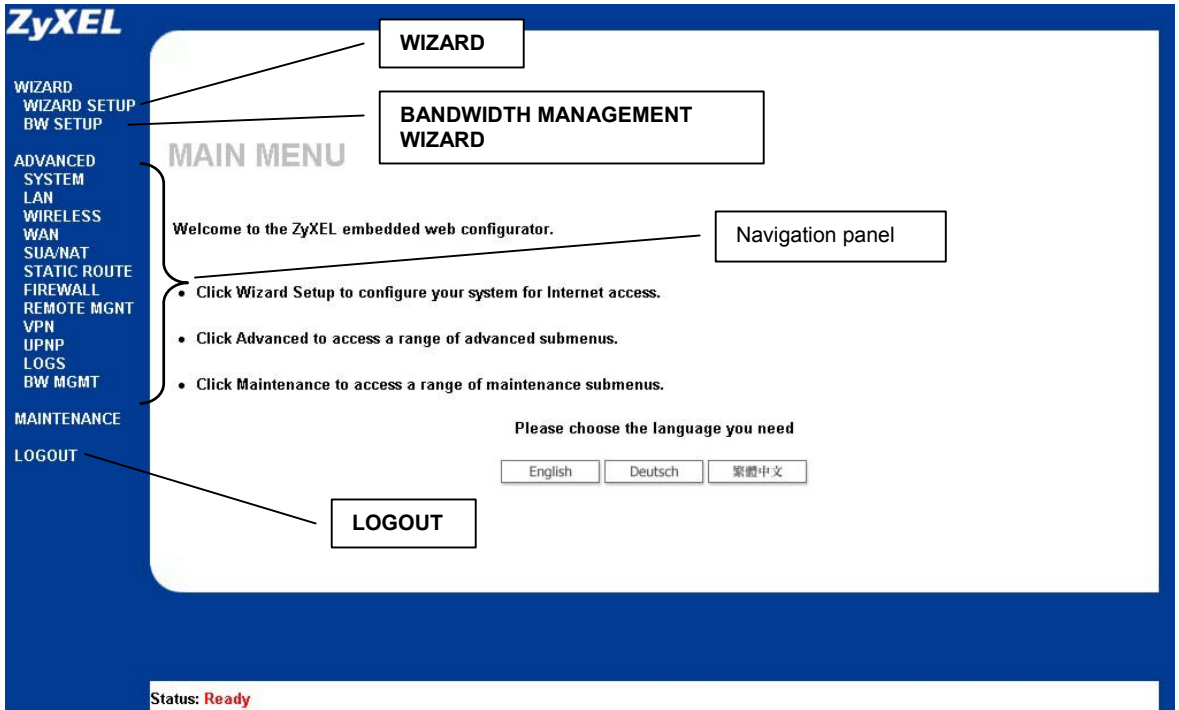 ZyXEL
WIZARD
WIZARD SETUP
BW SETUP
ADVANCED
SYSTEM
LAN
WIRELESS
WAN
SUA/NAT
STATIC ROUTE
FIREWALL
REMOTE MGNT
VPN
UPNP
LOGS
BW MGMT
MAINTENANCE
LOGOUT
WIZARD
BANDWIDTH MANAGEMENT
WIZARD
MAIN MENU
Navigation panel
Welcome to the ZyXEL embedded web configurator.
• Click Wizard Setup to configure your system for Internet access.
• Click Advanced to access a range of advanced submenus.
• Click Maintenance to access a range of maintenance submenus.
Please choose the language you need
English Deutsch 繁體中文
LOGOUT
Status: Ready